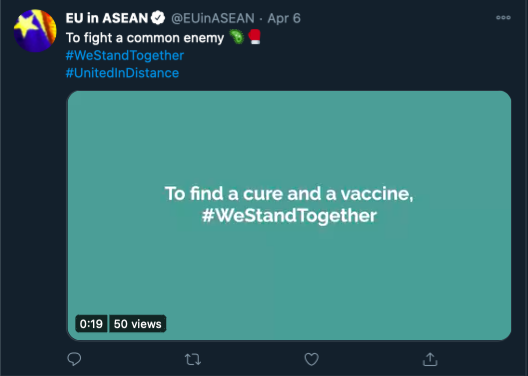 EU in ASEAN @EUinASEAN · Apr 6
To fight a common enemy 🦠🥊
#WeStandTogether
#UnitedInDistance
To find a cure and a vaccine,
#WeStandTogether
0:19 50 views